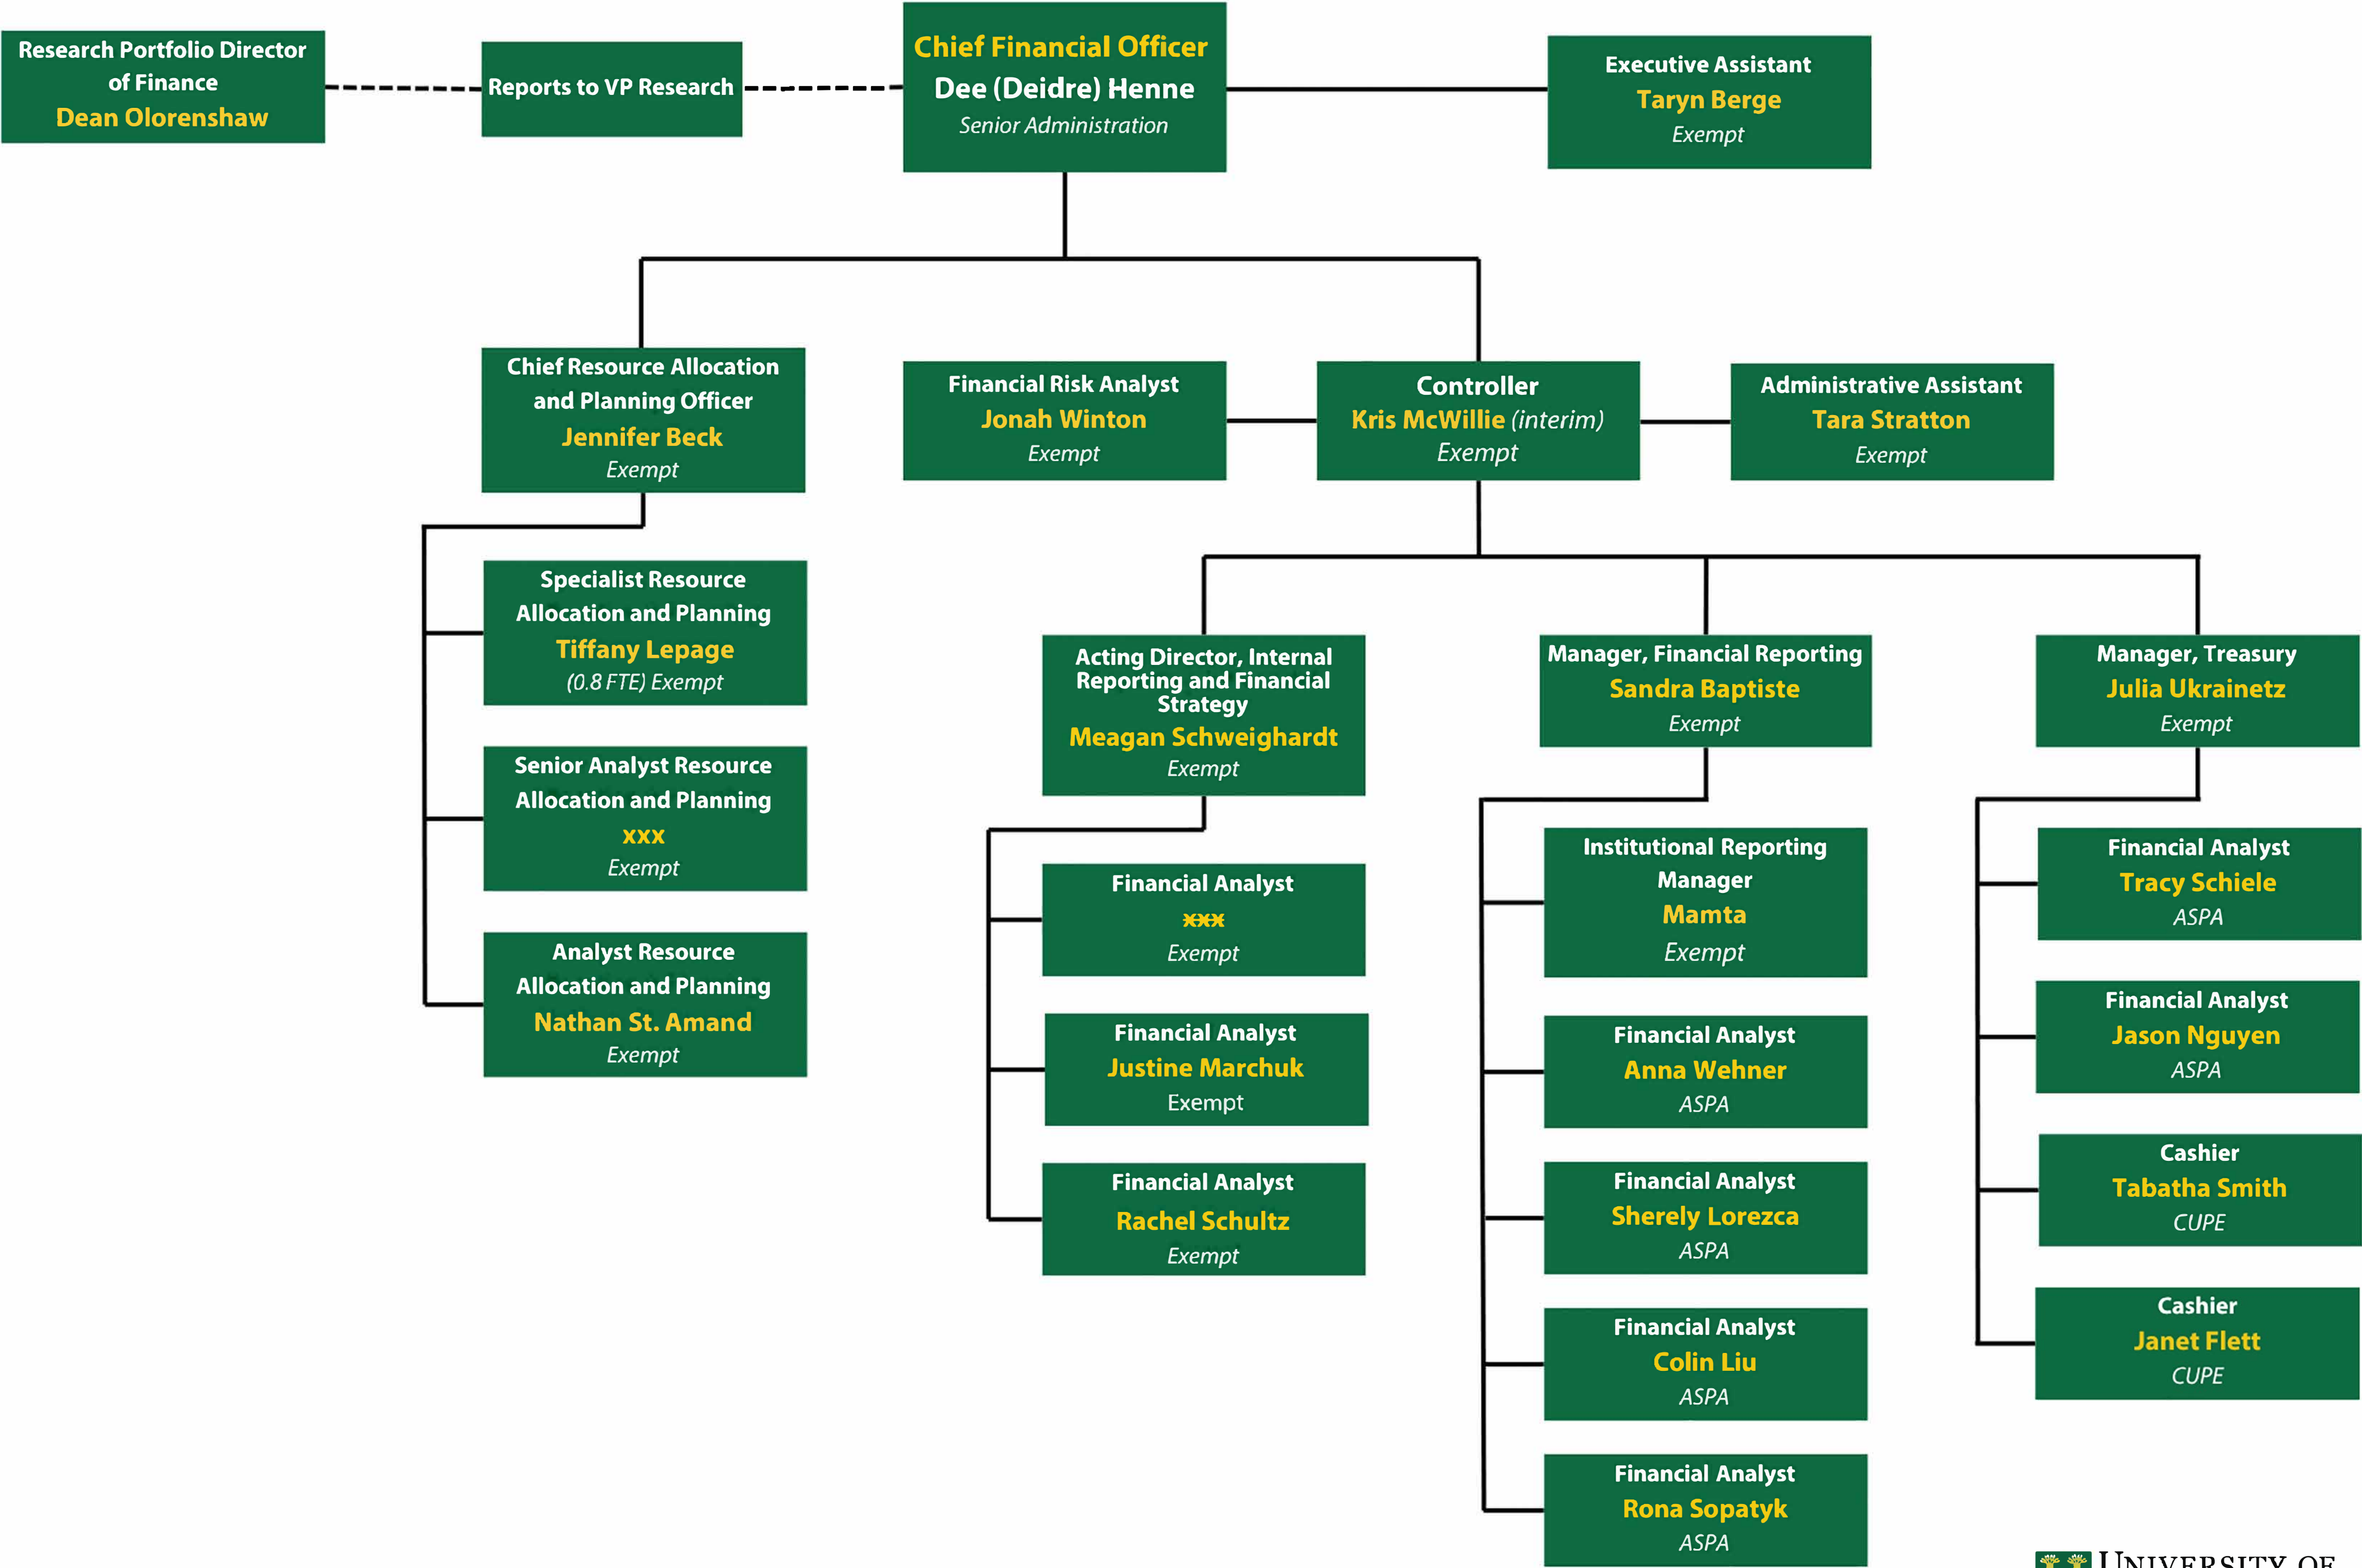 Research Portfolio Director
of Finance
Dean Olorenshaw
Reports to VP Research
Chief Financial Officer
Dee (Deidre) Henne
Senior Administration
Executive Assistant
Taryn Berge
Exempt
Chief Resource Allocation
and Planning Officer
Jennifer Beck
Exempt
Financial Risk Analyst
Jonah Winton
Exempt
Controller
Kris McWillie (interim)
Exempt
Administrative Assistant
Tara Stratton
Exempt
Specialist Resource
Allocation and Planning
Tiffany Lepage
(0.8 FTE) Exempt
Senior Analyst Resource
Allocation and Planning
xxx
Exempt
Analyst Resource
Allocation and Planning
Nathan St. Amand
Exempt
Acting Director, Internal
Reporting and Financial
Strategy
Meagan Schweighardt
Exempt
Financial Analyst
xxx
Exempt
Financial Analyst
Justine Marchuk
Exempt
Financial Analyst
Rachel Schultz
Exempt
Manager, Financial Reporting
Sandra Baptiste
Exempt
Institutional Reporting
Manager
Mamta
Exempt
Financial Analyst
Anna Wehner
ASPA
Financial Analyst
Sherely Lorezca
ASPA
Financial Analyst
Colin Liu
ASPA
Financial Analyst
Rona Sopatyk
ASPA
Manager, Treasury
Julia Ukrainetz
Exempt
Financial Analyst
Tracy Schiele
ASPA
Financial Analyst
Jason Nguyen
ASPA
Cashier
Tabatha Smith
CUPE
Cashier
Janet Flett
CUPE
UNIVERSITY OF